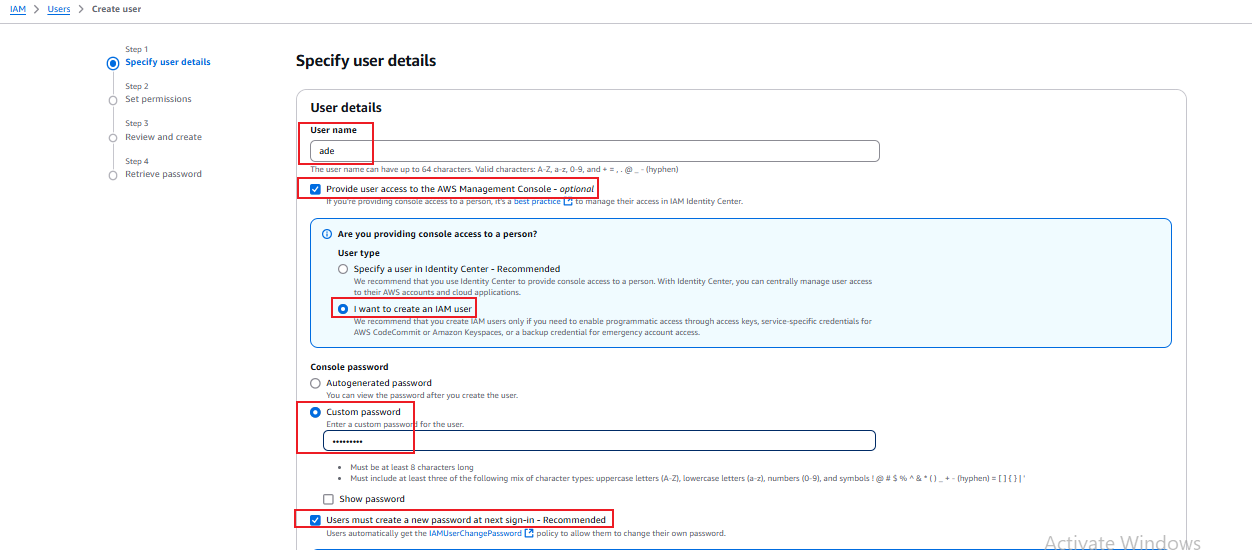 IAM > Users > Create user
Step 1
Specify user details
Step 2
Set permissions
Step 3
Review and create
Step 4
Retrieve password
Specify user details
User details
User name
ade
The user name can have up to 64 characters. Valid characters: A-Z, a-z, 0-9, and + = , . @ _ - (hyphen)
Provide user access to the AWS Management Console - optional
If you're providing console access to a person, it's a best practice to manage their access in IAM Identity Center.
Are you providing console access to a person?
User type
Specify a user in Identity Center - Recommended
We recommend that you use Identity Center to provide console access to a person. With Identity Center, you can centrally manage user access
to their AWS accounts and cloud applications.
I want to create an IAM user
We recommend that you create IAM users only if you need to enable programmatic access through access keys, service-specific credentials for
AWS CodeCommit or Amazon Keyspaces, or a backup credential for emergency account access.
Console password
Autogenerated password
You can view the password after you create the user.
Custom password
Enter a custom password for the user.
•••••••••
• Must be at least 8 characters long
• Must include at least three of the following mix of character types: uppercase letters (A-Z), lowercase letters (a-z), numbers (0-9), and symbols ! @ # $ % ^ & * ( ) _ + - (hyphen) = [ ] { } | '
Show password
Users must create a new password at next sign-in - Recommended
Users automatically get the IAMUserChangePassword policy to allow them to change their own password.
Activate Windows